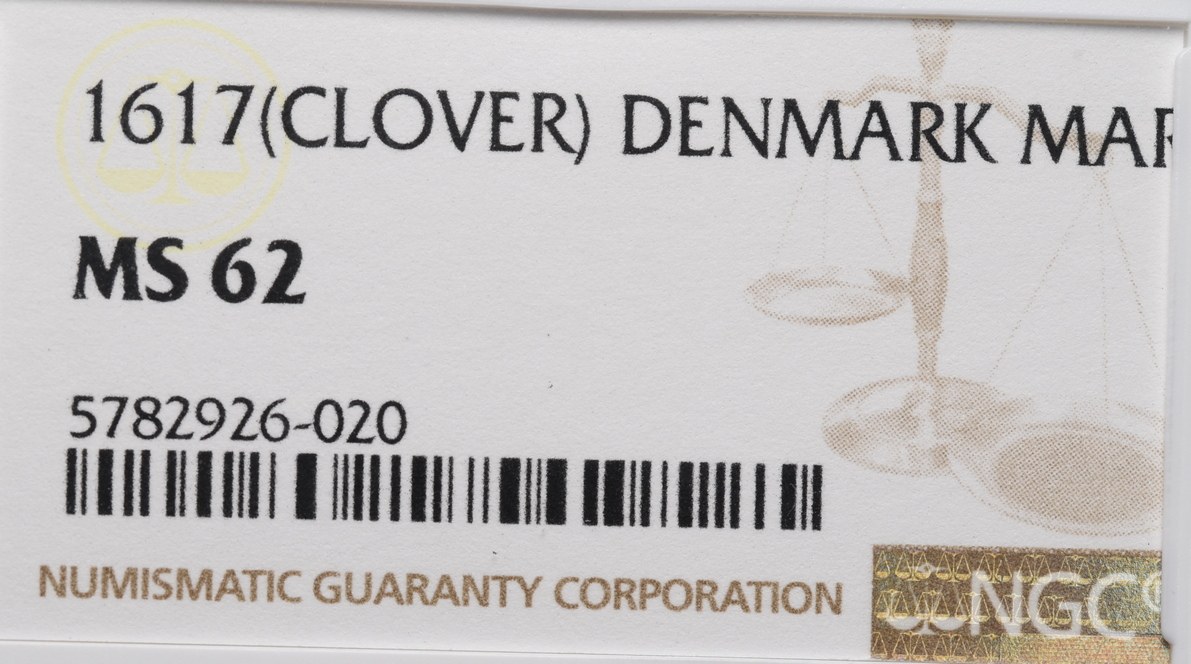 1617(CLOVER) DENMARK MAR
MS 62
5782926-020
NUMISMATIC GUARANTY CORPORATION
NGC®